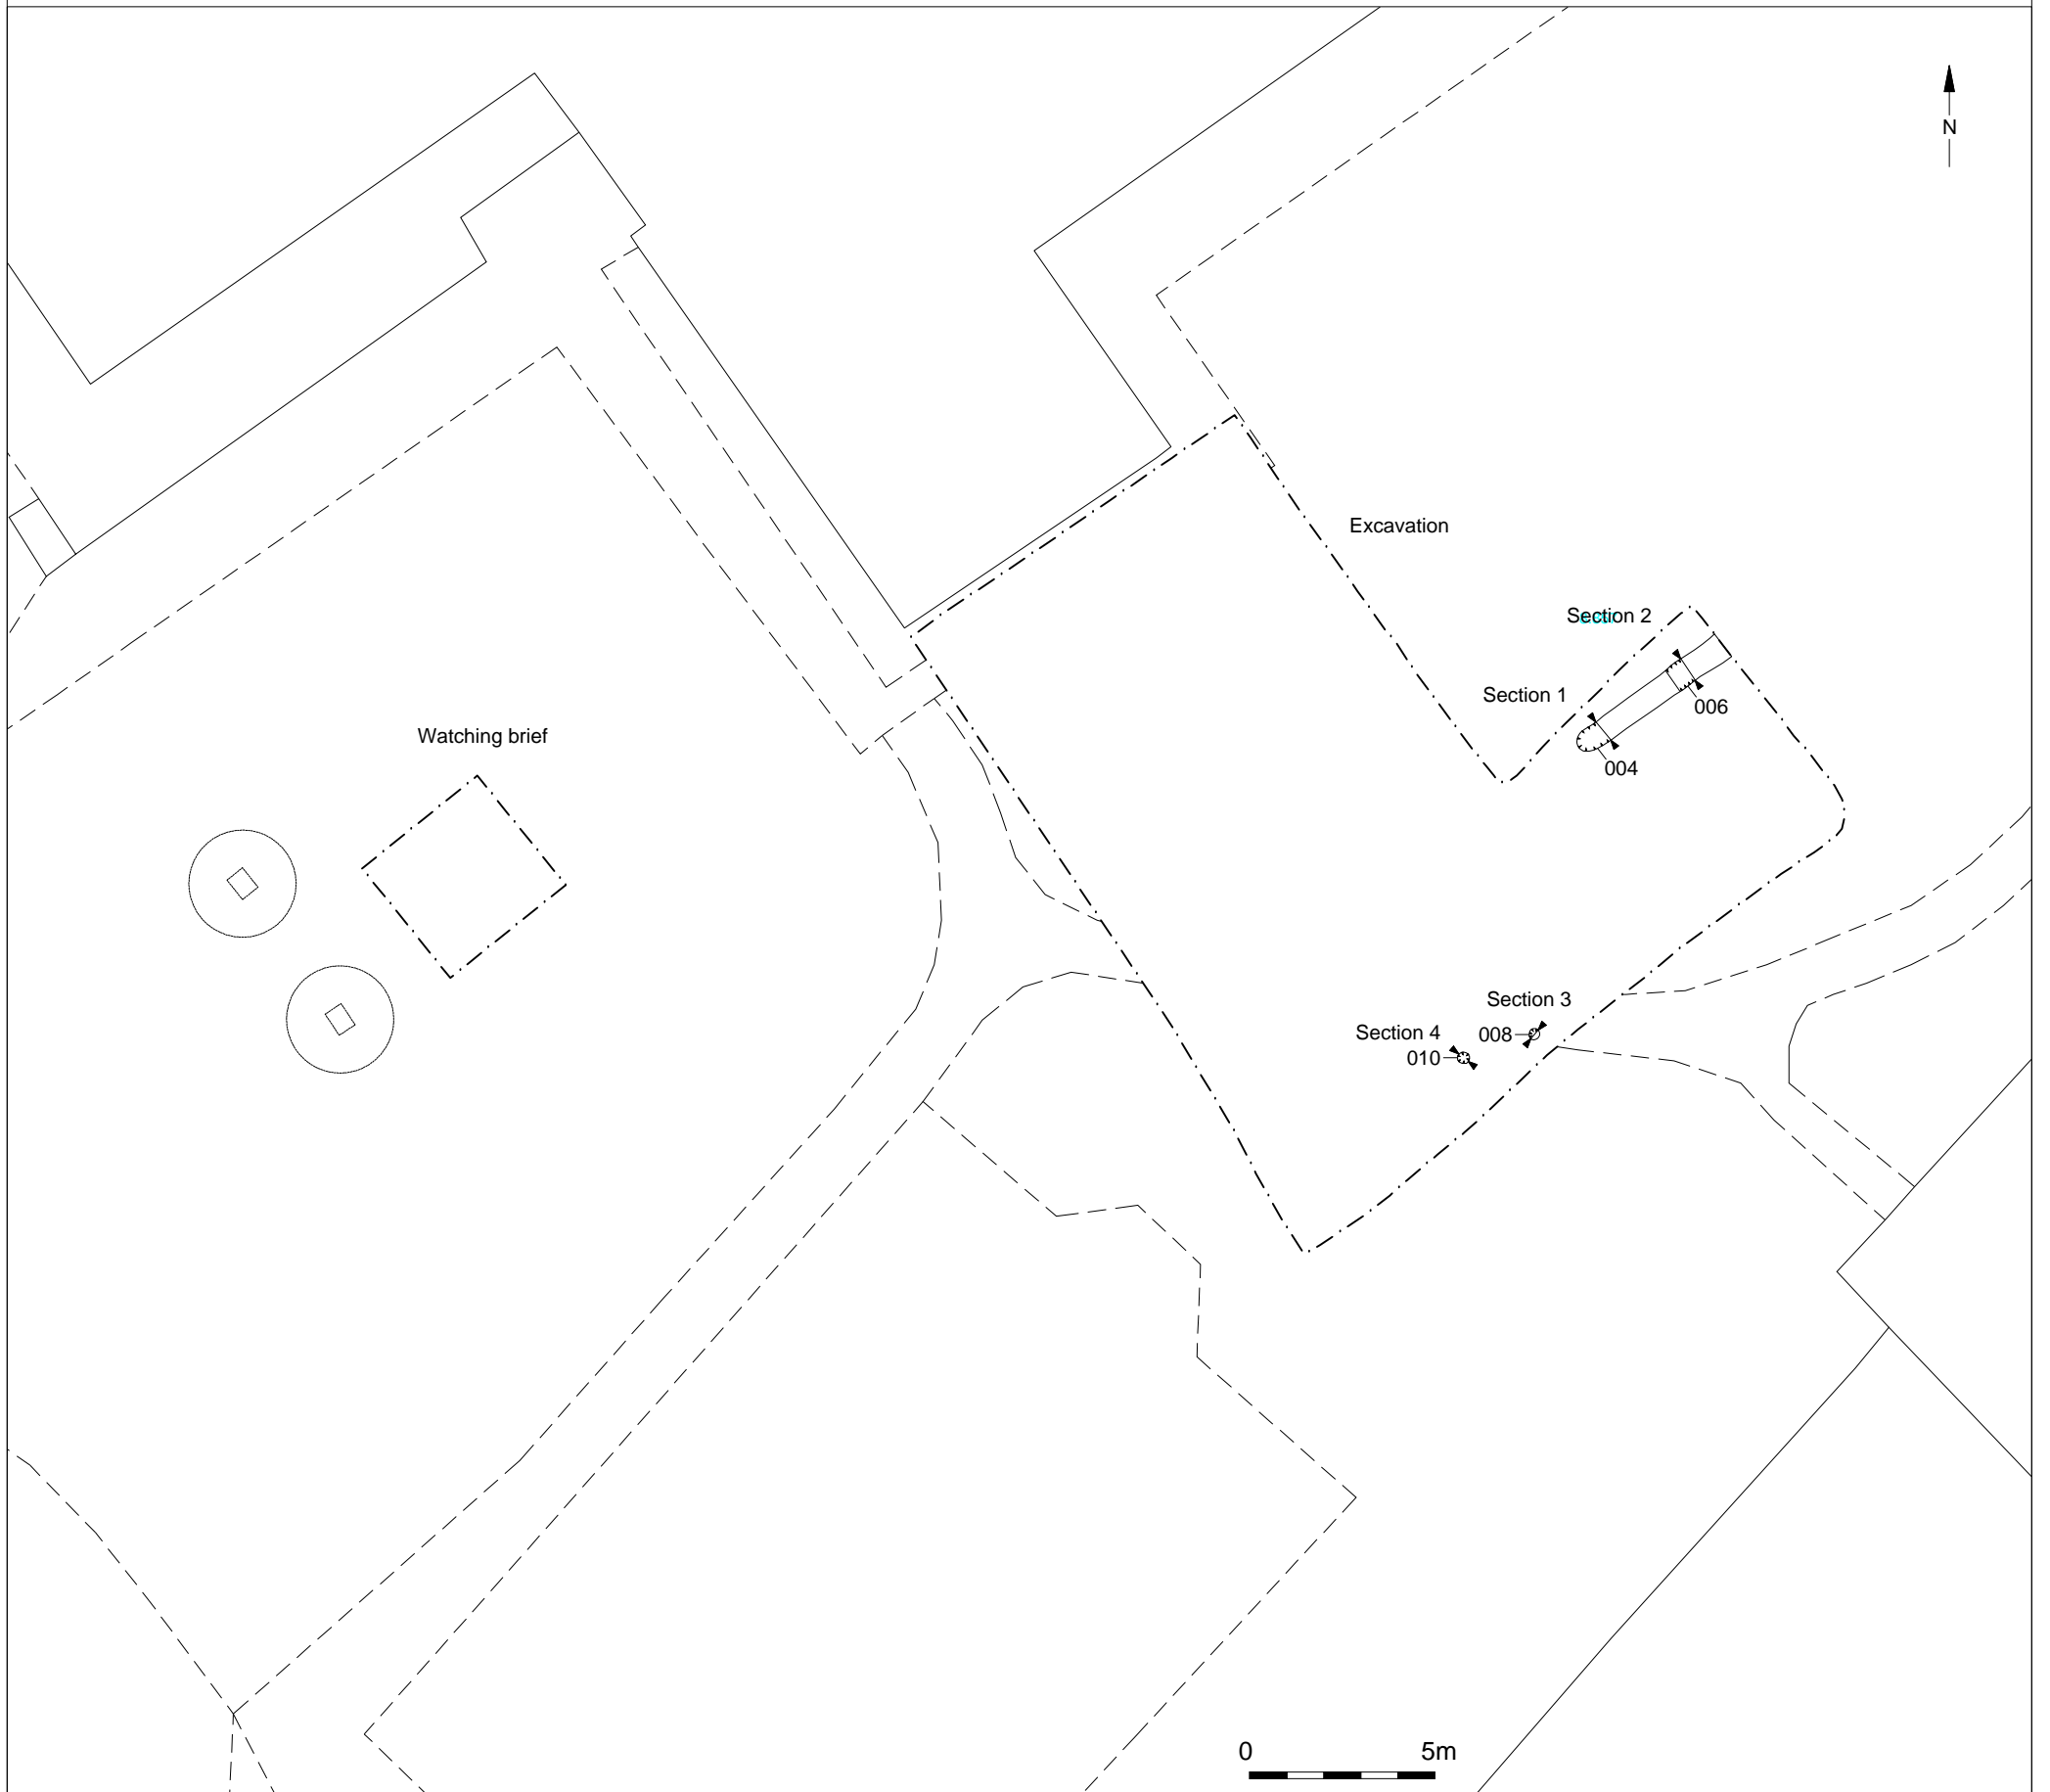 N
Excavation
Section 2
Section 1
006
Watching brief
004
Section 3
Section 4
008
010
0 5m